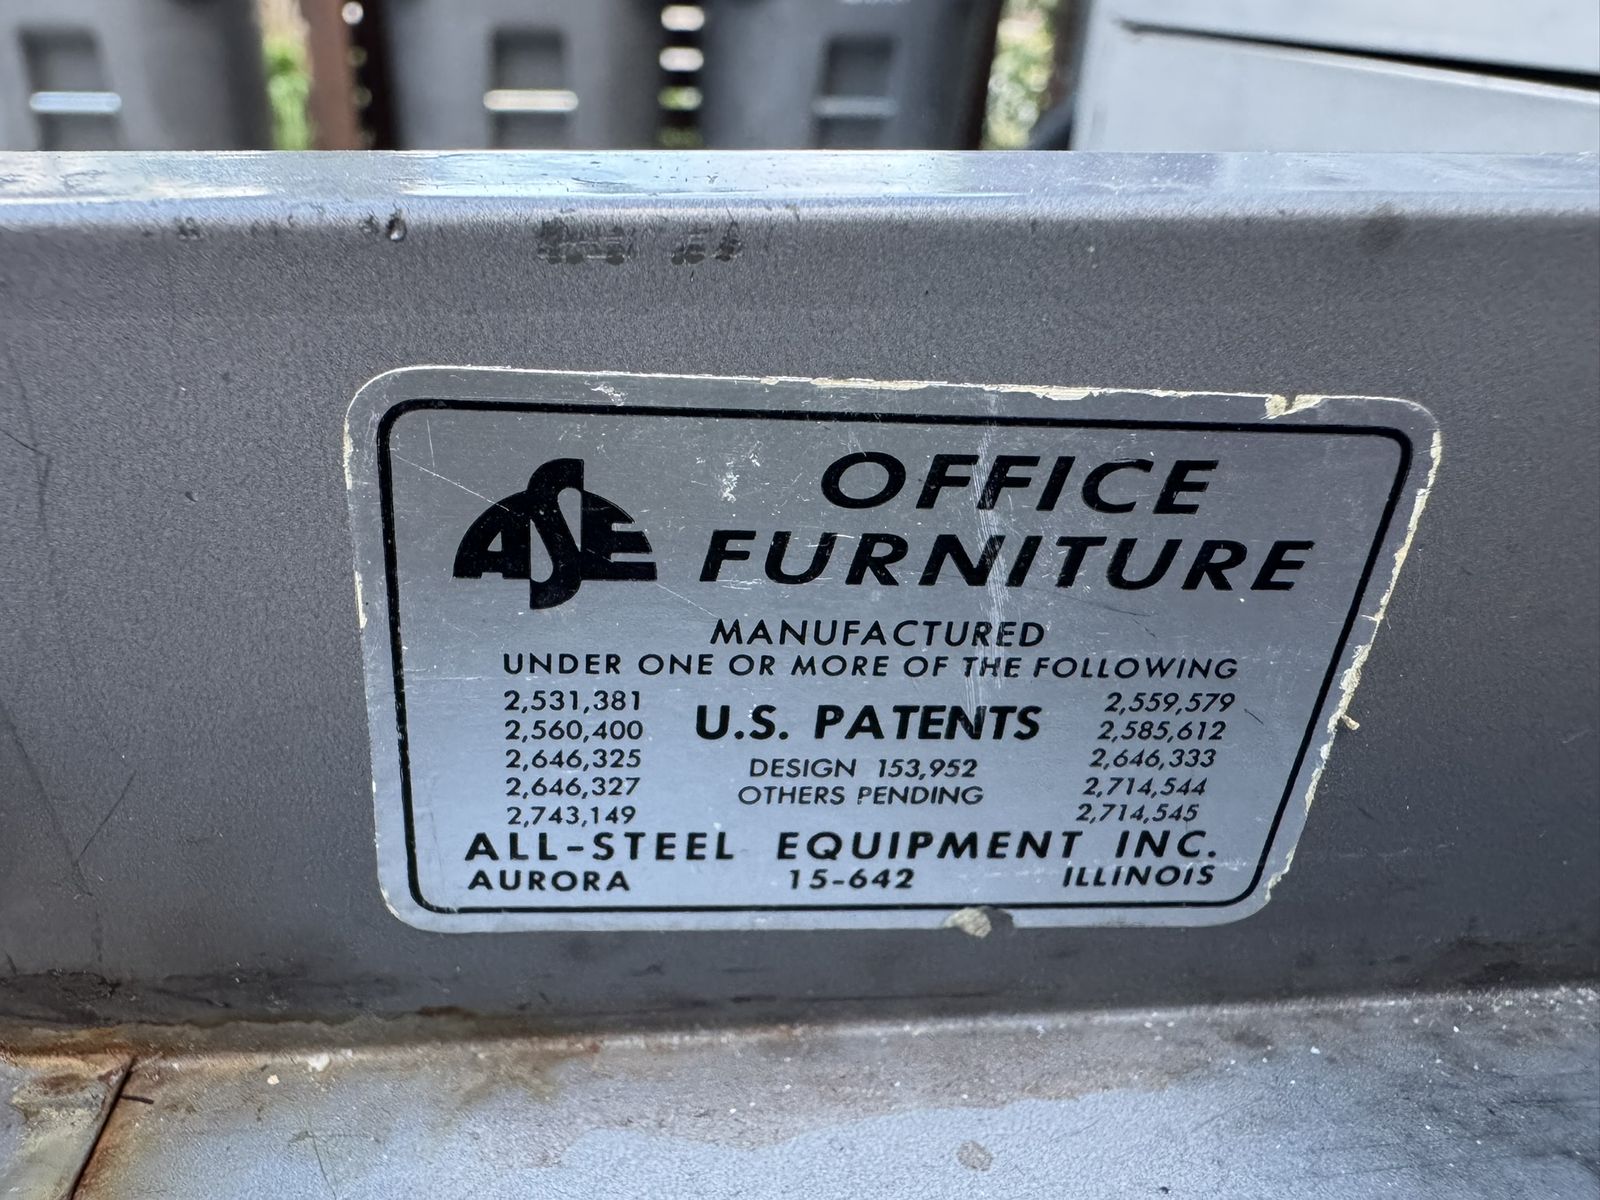 ASE
OFFICE
FURNITURE
MANUFACTURED
UNDER ONE OR MORE OF THE FOLLOWING
2,531,381
2,560,400
2,646,325
2,646,327
2,743,149
U.S. PATENTS
DESIGN 153,952
OTHERS PENDING
2,559,579
2,585,612
2,646,333
2,714,544
2,714,545
ALL-STEEL EQUIPMENT INC.
AURORA 15-642 ILLINOIS